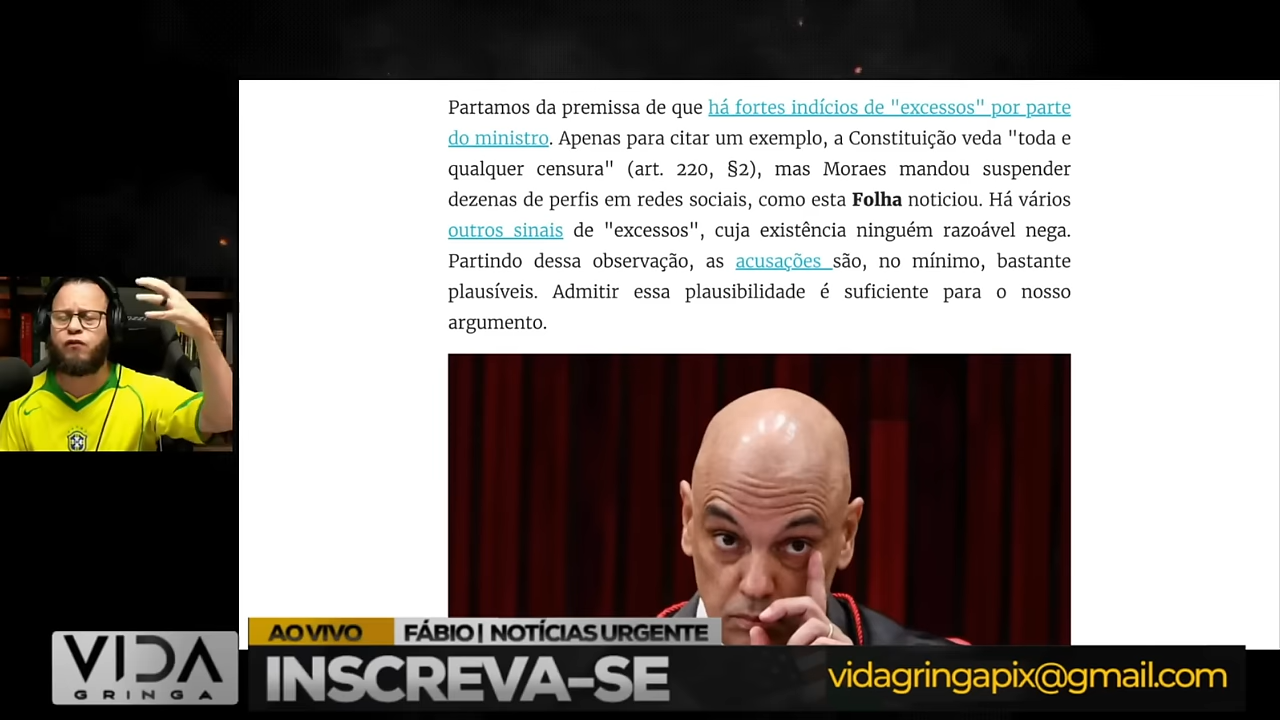 Partamos da premissa de que há fortes indícios de "excessos" por parte
do ministro. Apenas para citar um exemplo, a Constituição veda "toda e
qualquer censura" (art. 220, §2), mas Moraes mandou suspender
dezenas de perfis em redes sociais, como esta Folha noticiou. Há vários
outros sinais de "excessos", cuja existência ninguém razoável nega.
Partindo dessa observação, as acusações são, no mínimo, bastante
plausíveis. Admitir essa plausibilidade é suficiente para o nosso
argumento.
AO VIVO
FÁBIO | NOTÍCIAS URGENTE
VIDA
GRINGA
INSCREVA-SE
vidagringapix@gmail.com